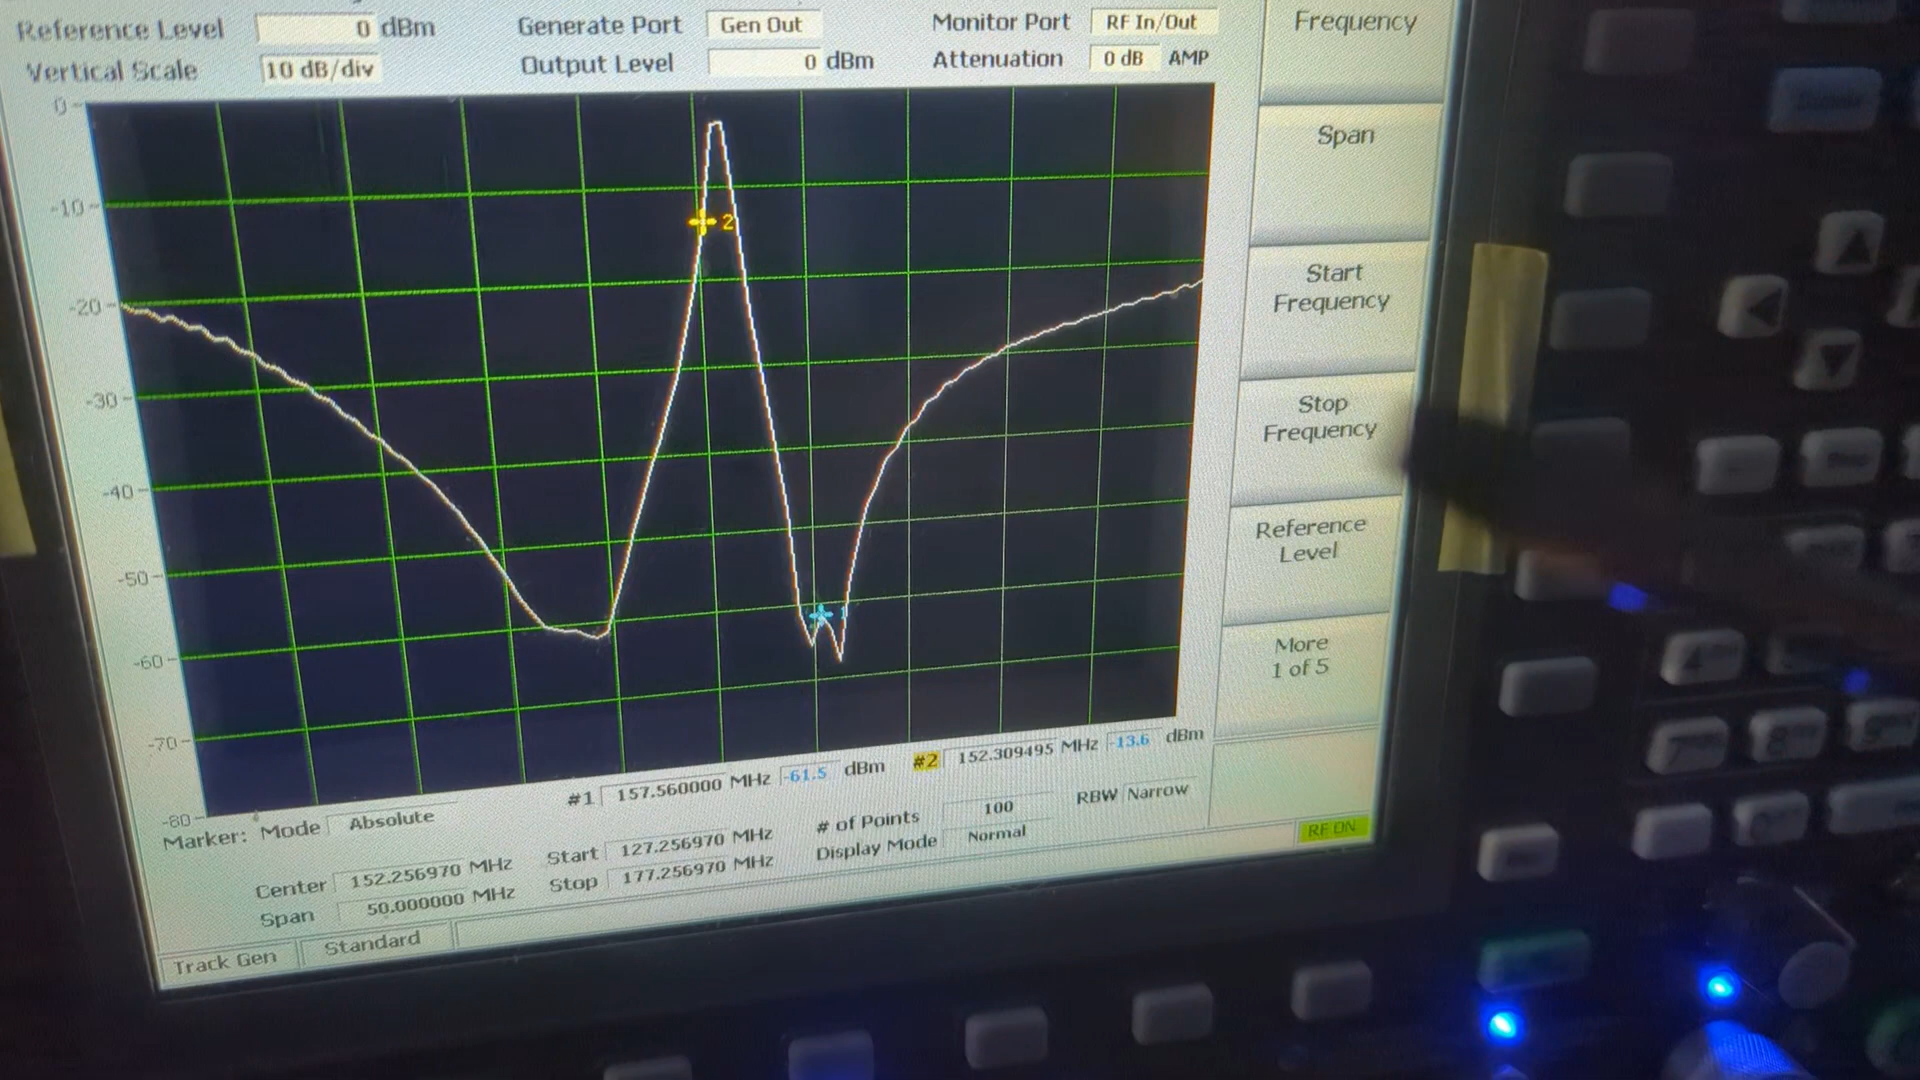 Reference Level 0 dBm Generate Port Gen Out Monitor Port RF In/Out
Vertical Scale 10 dB/div Output Level 0 dBm Attenuation 0 dB AMP
Frequency
Span
Start
Frequency
Stop
Frequency
Reference
Level
More
1 of 5
0
-10
-20
-30
-40
-50
-60
-70
-80
2
1
#1 157.560000 MHz -61.5 dBm #2 152.309495 MHz -13.6 dBm
Marker: Mode Absolute
Center 152.256970 MHz Start 127.256970 MHz # of Points 100 RBW Narrow
Span 50.000000 MHz Stop 177.256970 MHz Display Mode Normal
RF ON
Track Gen Standard